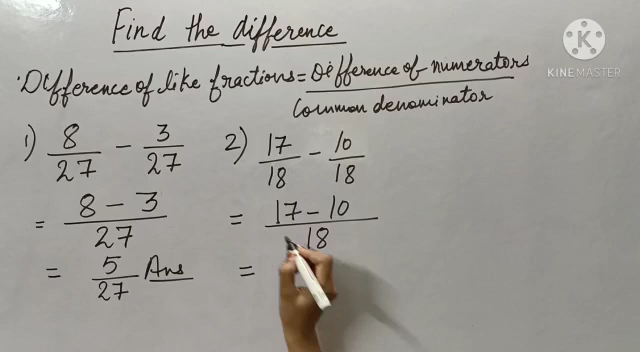 Find the difference
KINEMASTER
Difference of like fractions = Difference of numerators / Common denominator
1) 8/27 - 3/27
= 8 - 3 / 27
= 5/27 Ans
2) 17/18 - 10/18
= 17 - 10 / 18
=